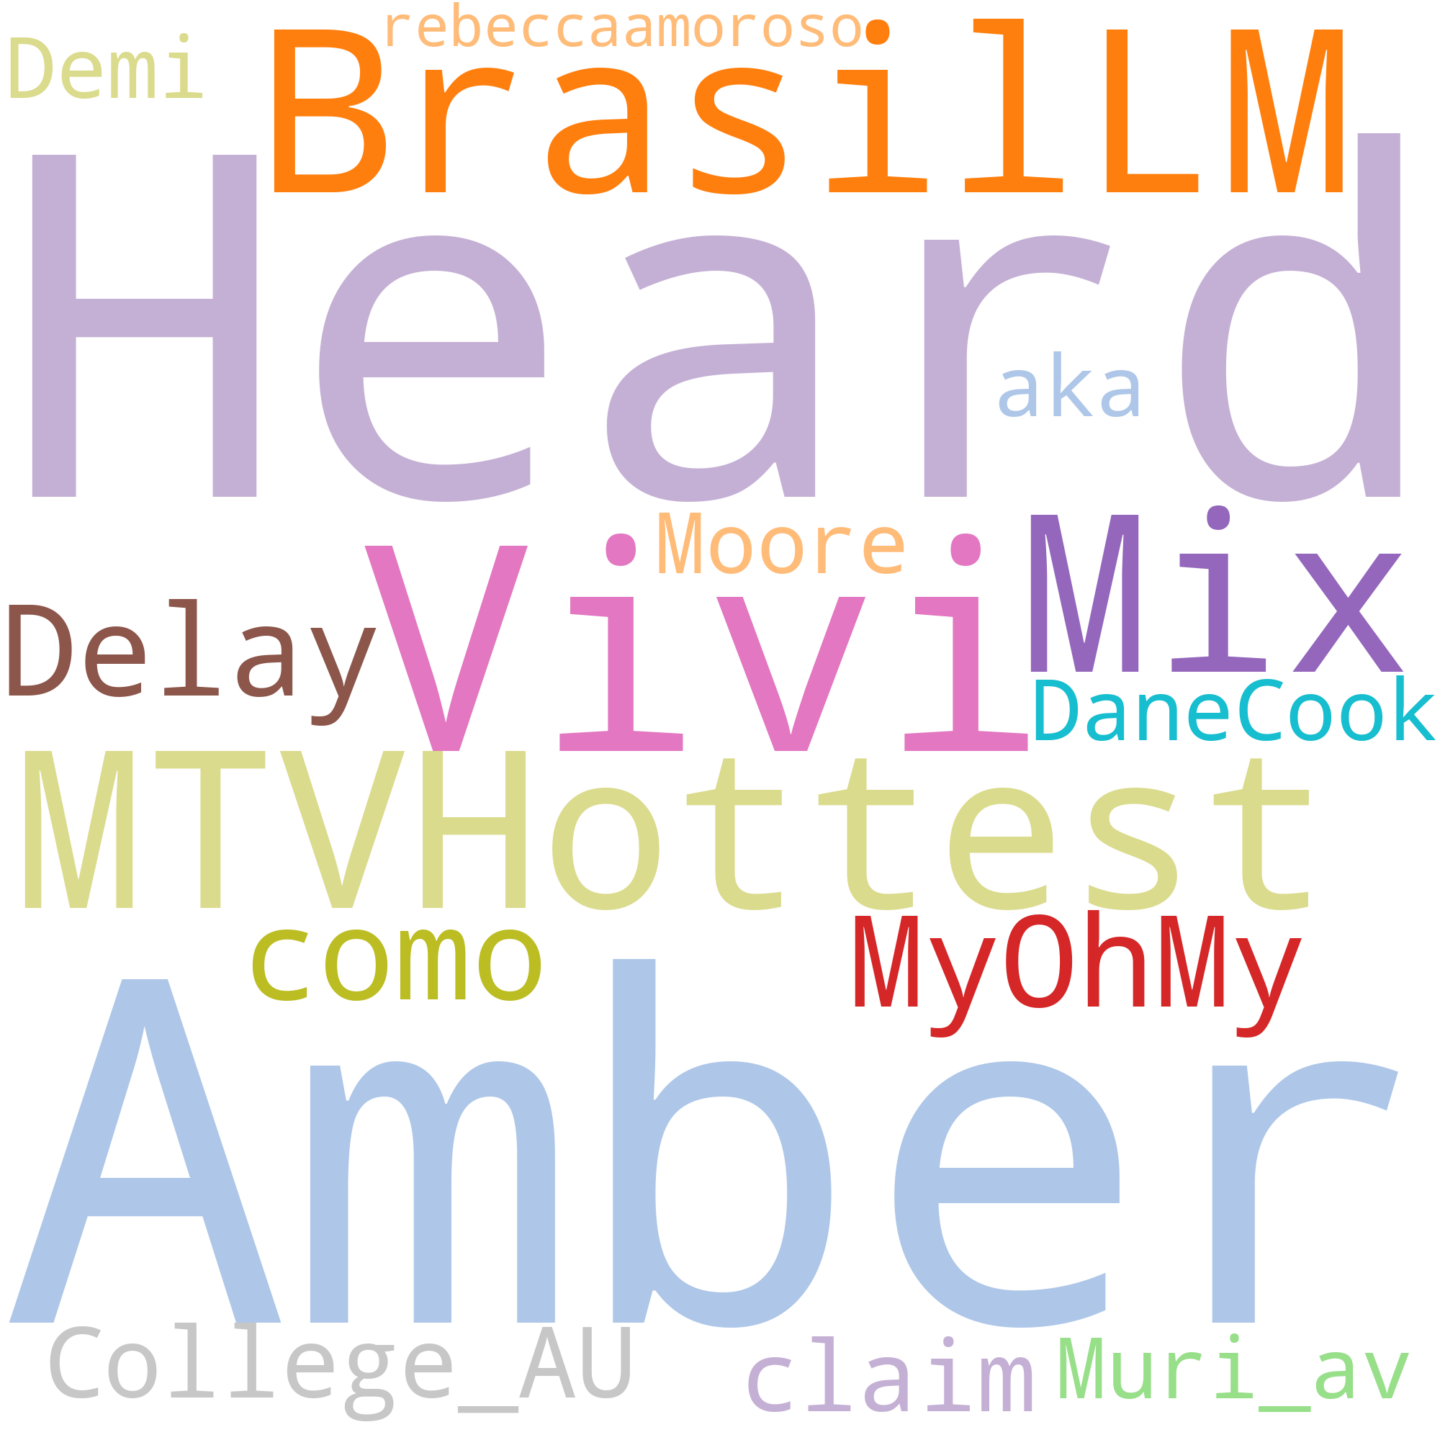 rebeccaamoroso
Demi
BrasilLM
Heard
aka
Moore
Mix
Vivi
Delay
DaneCook
MTVHottest
como
MyOhMy
Amber
College_AU
claim
Muri_av